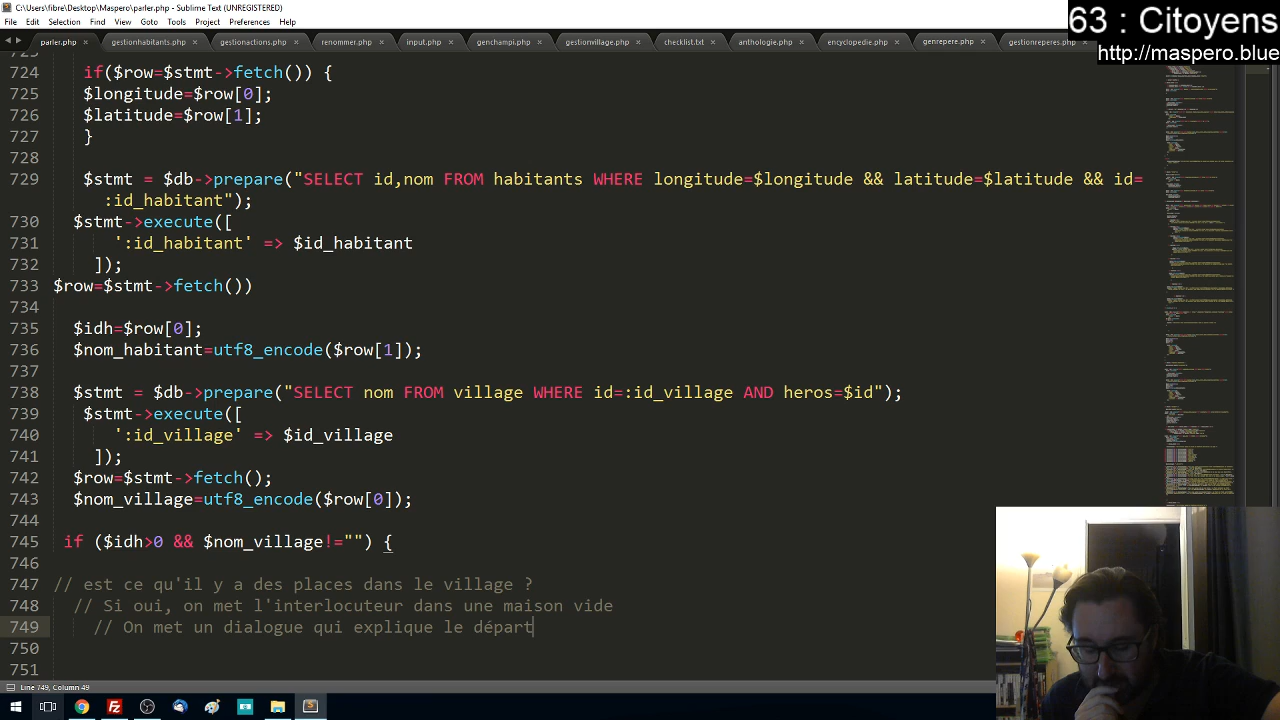 C:\Users\fibre\Desktop\Maspero\parler.php - Sublime Text (UNREGISTERED)
63 : Citoyens
File Edit Selection Find View Goto Tools Project Preferences Help
http://maspero.blue
parler.php gestionhabitants.php gestionactions.php renommer.php input.php genchampi.php gestionvillage.php checklist.txt anthologie.php encyclopedie.php genrepere.php gestionreperes.php
724 if($row=$stmt->fetch()) {
725 $longitude=$row[0];
726 $latitude=$row[1];
727 }
728
729 $stmt = $db->prepare("SELECT id,nom FROM habitants WHERE longitude=$longitude && latitude=$latitude && id=
:id_habitant");
730 $stmt->execute([
731 ':id_habitant' => $id_habitant
732 ]);
733 $row=$stmt->fetch())
734
735 $idh=$row[0];
736 $nom_habitant=utf8_encode($row[1]);
737
738 $stmt = $db->prepare("SELECT nom FROM village WHERE id=:id_village AND heros=$id");
739 $stmt->execute([
740 ':id_village' => $id_village
741 ]);
742 $row=$stmt->fetch();
743 $nom_village=utf8_encode($row[0]);
744
745 if ($idh>0 && $nom_village!="") {
746
747 // est ce qu'il y a des places dans le village ?
748 // Si oui, on met l'interlocuteur dans une maison vide
749 // On met un dialogue qui explique le départ
750
751
Line 749, Column 49